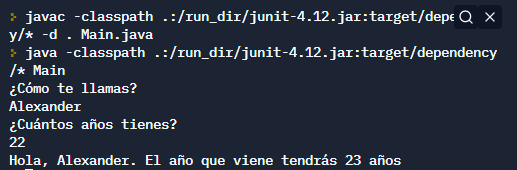 > javac -classpath .:/run_dir/junit-4.12.jar:target/depe
y/* -d . Main.java
> java -classpath .:/run_dir/junit-4.12.jar:target/dependency
/* Main
¿Cómo te llamas?
Alexander
¿Cuántos años tienes?
22
Hola, Alexander. El año que viene tendrás 23 años